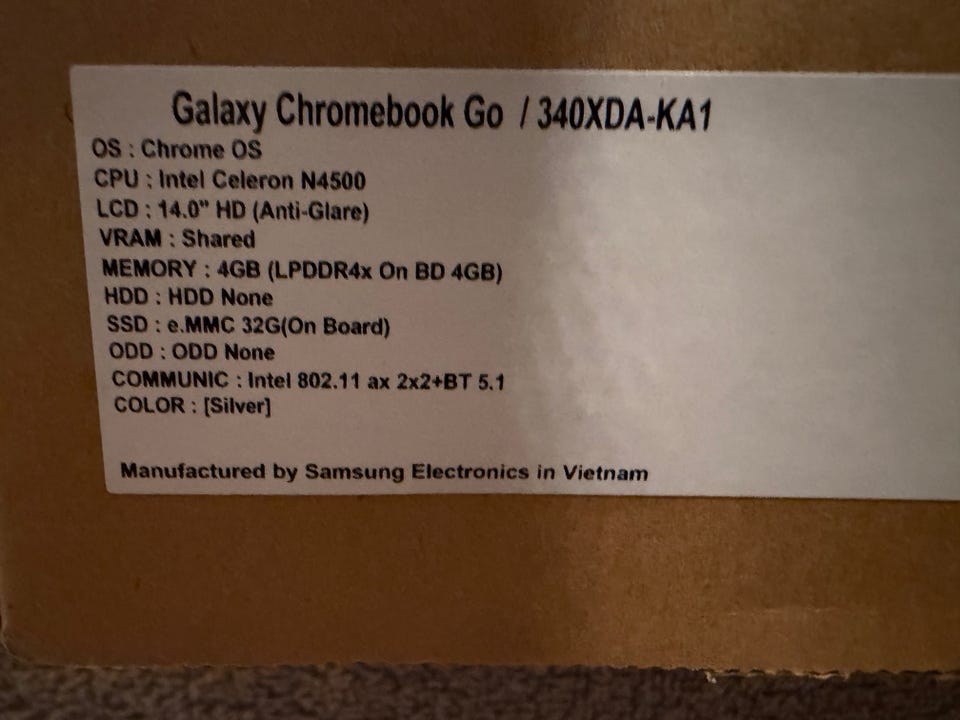 Galaxy Chromebook Go / 340XDA-KA1
OS : Chrome OS
CPU : Intel Celeron N4500
LCD : 14.0" HD (Anti-Glare)
VRAM : Shared
MEMORY : 4GB (LPDDR4x On BD 4GB)
HDD : HDD None
SSD : e.MMC 32G(On Board)
ODD : ODD None
COMMUNIC : Intel 802.11 ax 2x2+BT 5.1
COLOR : [Silver]
Manufactured by Samsung Electronics in Vietnam